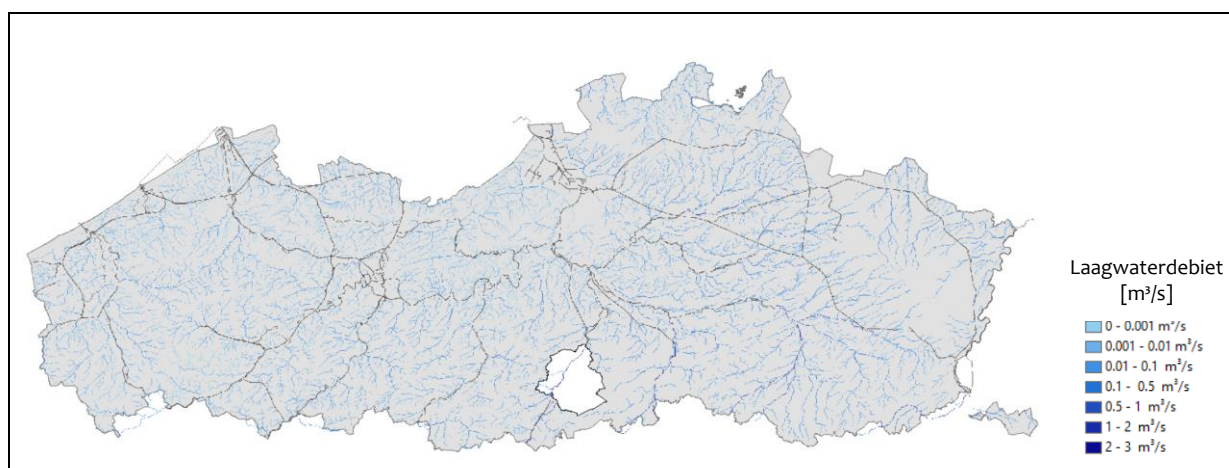 Laagwaterdebiet
[m³/s]
0 - 0.001 m³/s
0.001 - 0.01 m³/s
0.01 - 0.1 m³/s
0.1 - 0.5 m³/s
0.5 - 1 m³/s
1 - 2 m³/s
2 - 3 m³/s